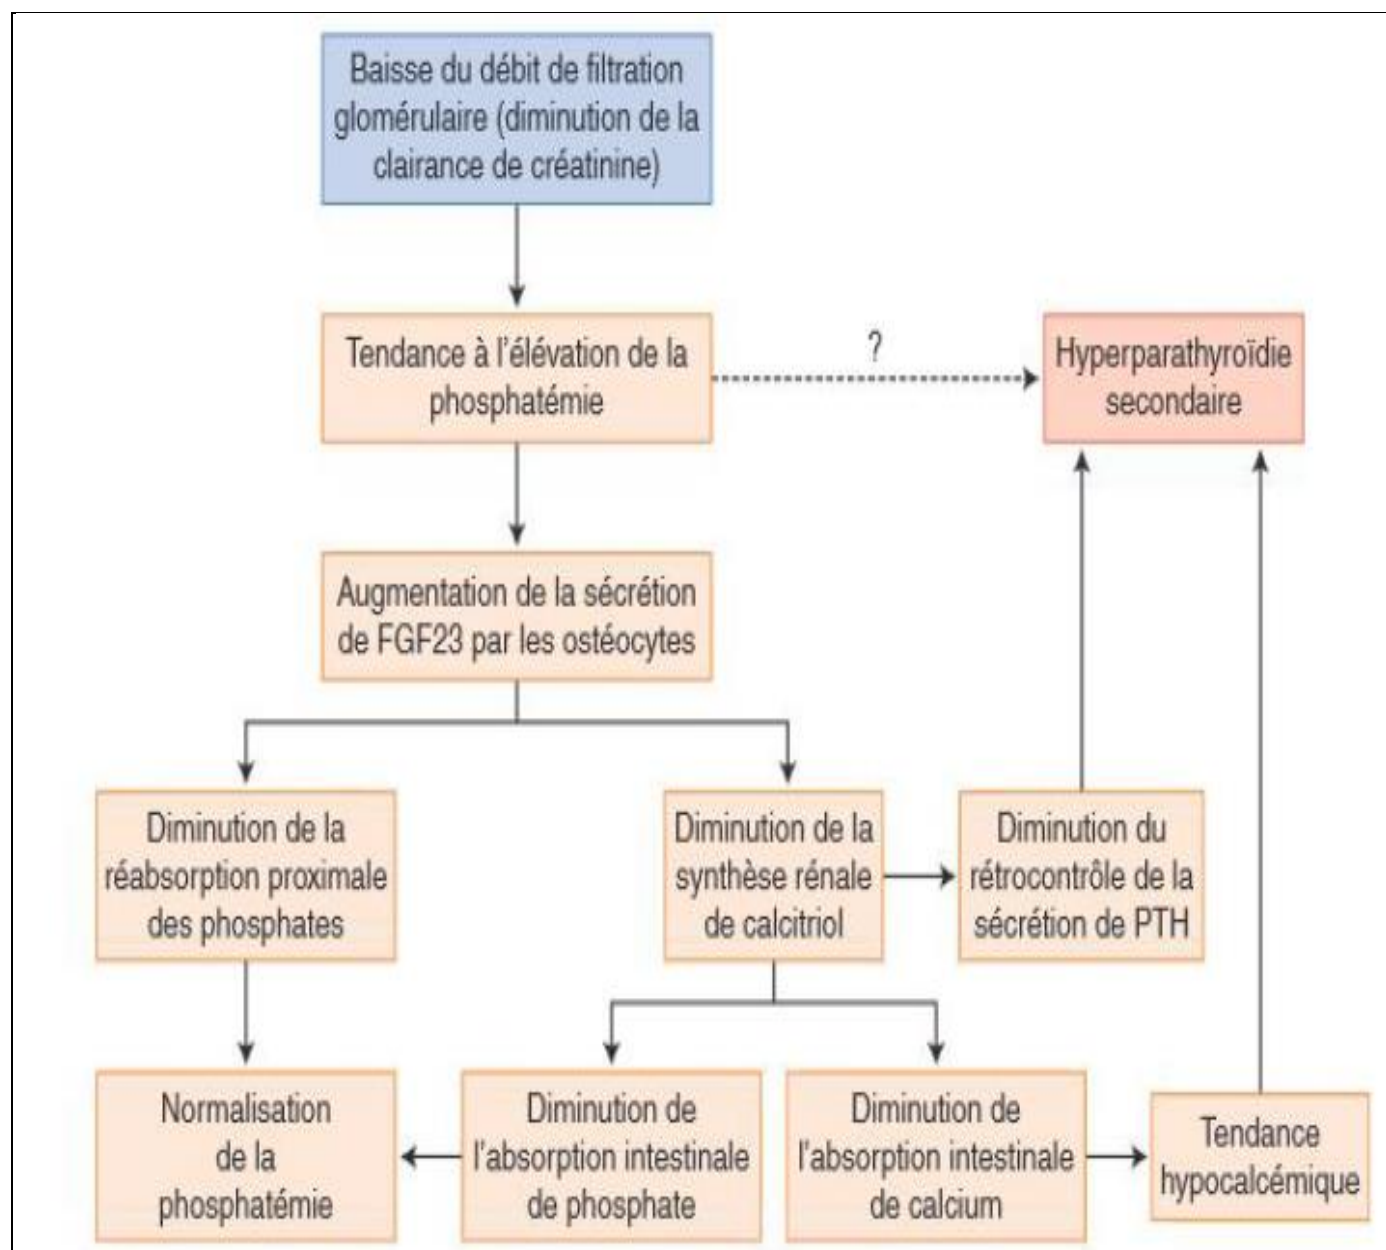 Baisse du débit de filtration
glomérulaire (diminution de la
clairance de créatinine)
Tendance à l'élévation de la
phosphatémie
?
Hyperparathyroïdie
secondaire
Augmentation de la sécrétion
de FGF23 par les ostéocytes
Diminution de la
réabsorption proximale
des phosphates
Diminution de la
synthèse rénale
de calcitriol
Diminution du
rétrocontrôle de la
sécrétion de PTH
Normalisation
de la
phosphatémie
Diminution de
l'absorption intestinale
de phosphate
Diminution de
l'absorption intestinale
de calcium
Tendance
hypocalcémique